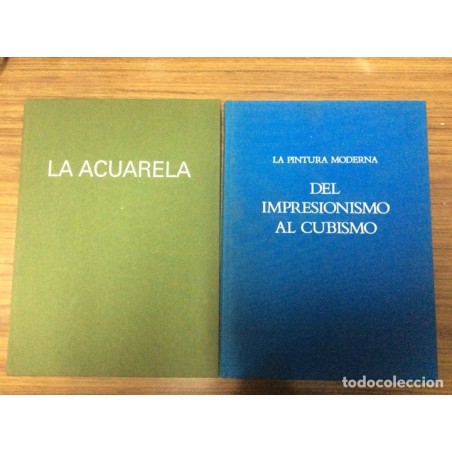 LA ACUARELA
LA PINTURA MODERNA
DEL
IMPRESIONISMO
AL CUBISMO
todocoleccion